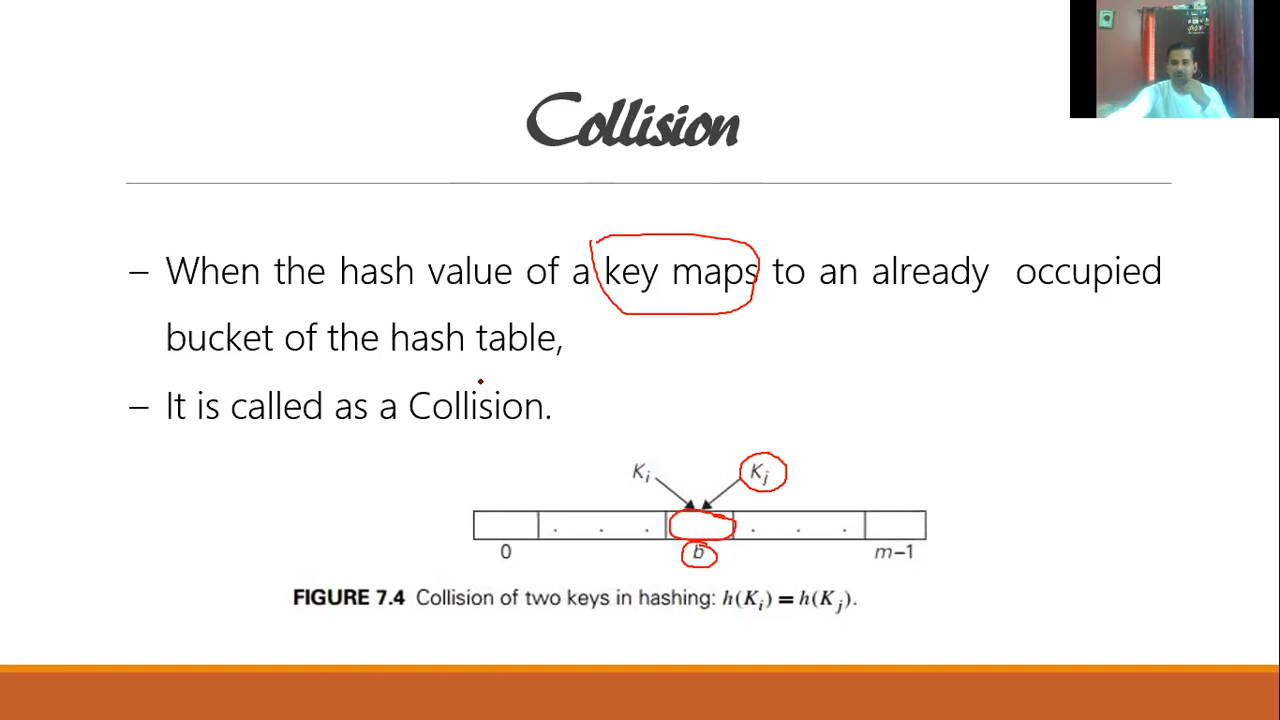 Collision
– When the hash value of a key maps to an already occupied
bucket of the hash table,
– It is called as a Collision.
Ki Kj
. . . . . .
0 b m–1
FIGURE 7.4 Collision of two keys in hashing: h(Ki) = h(Kj).